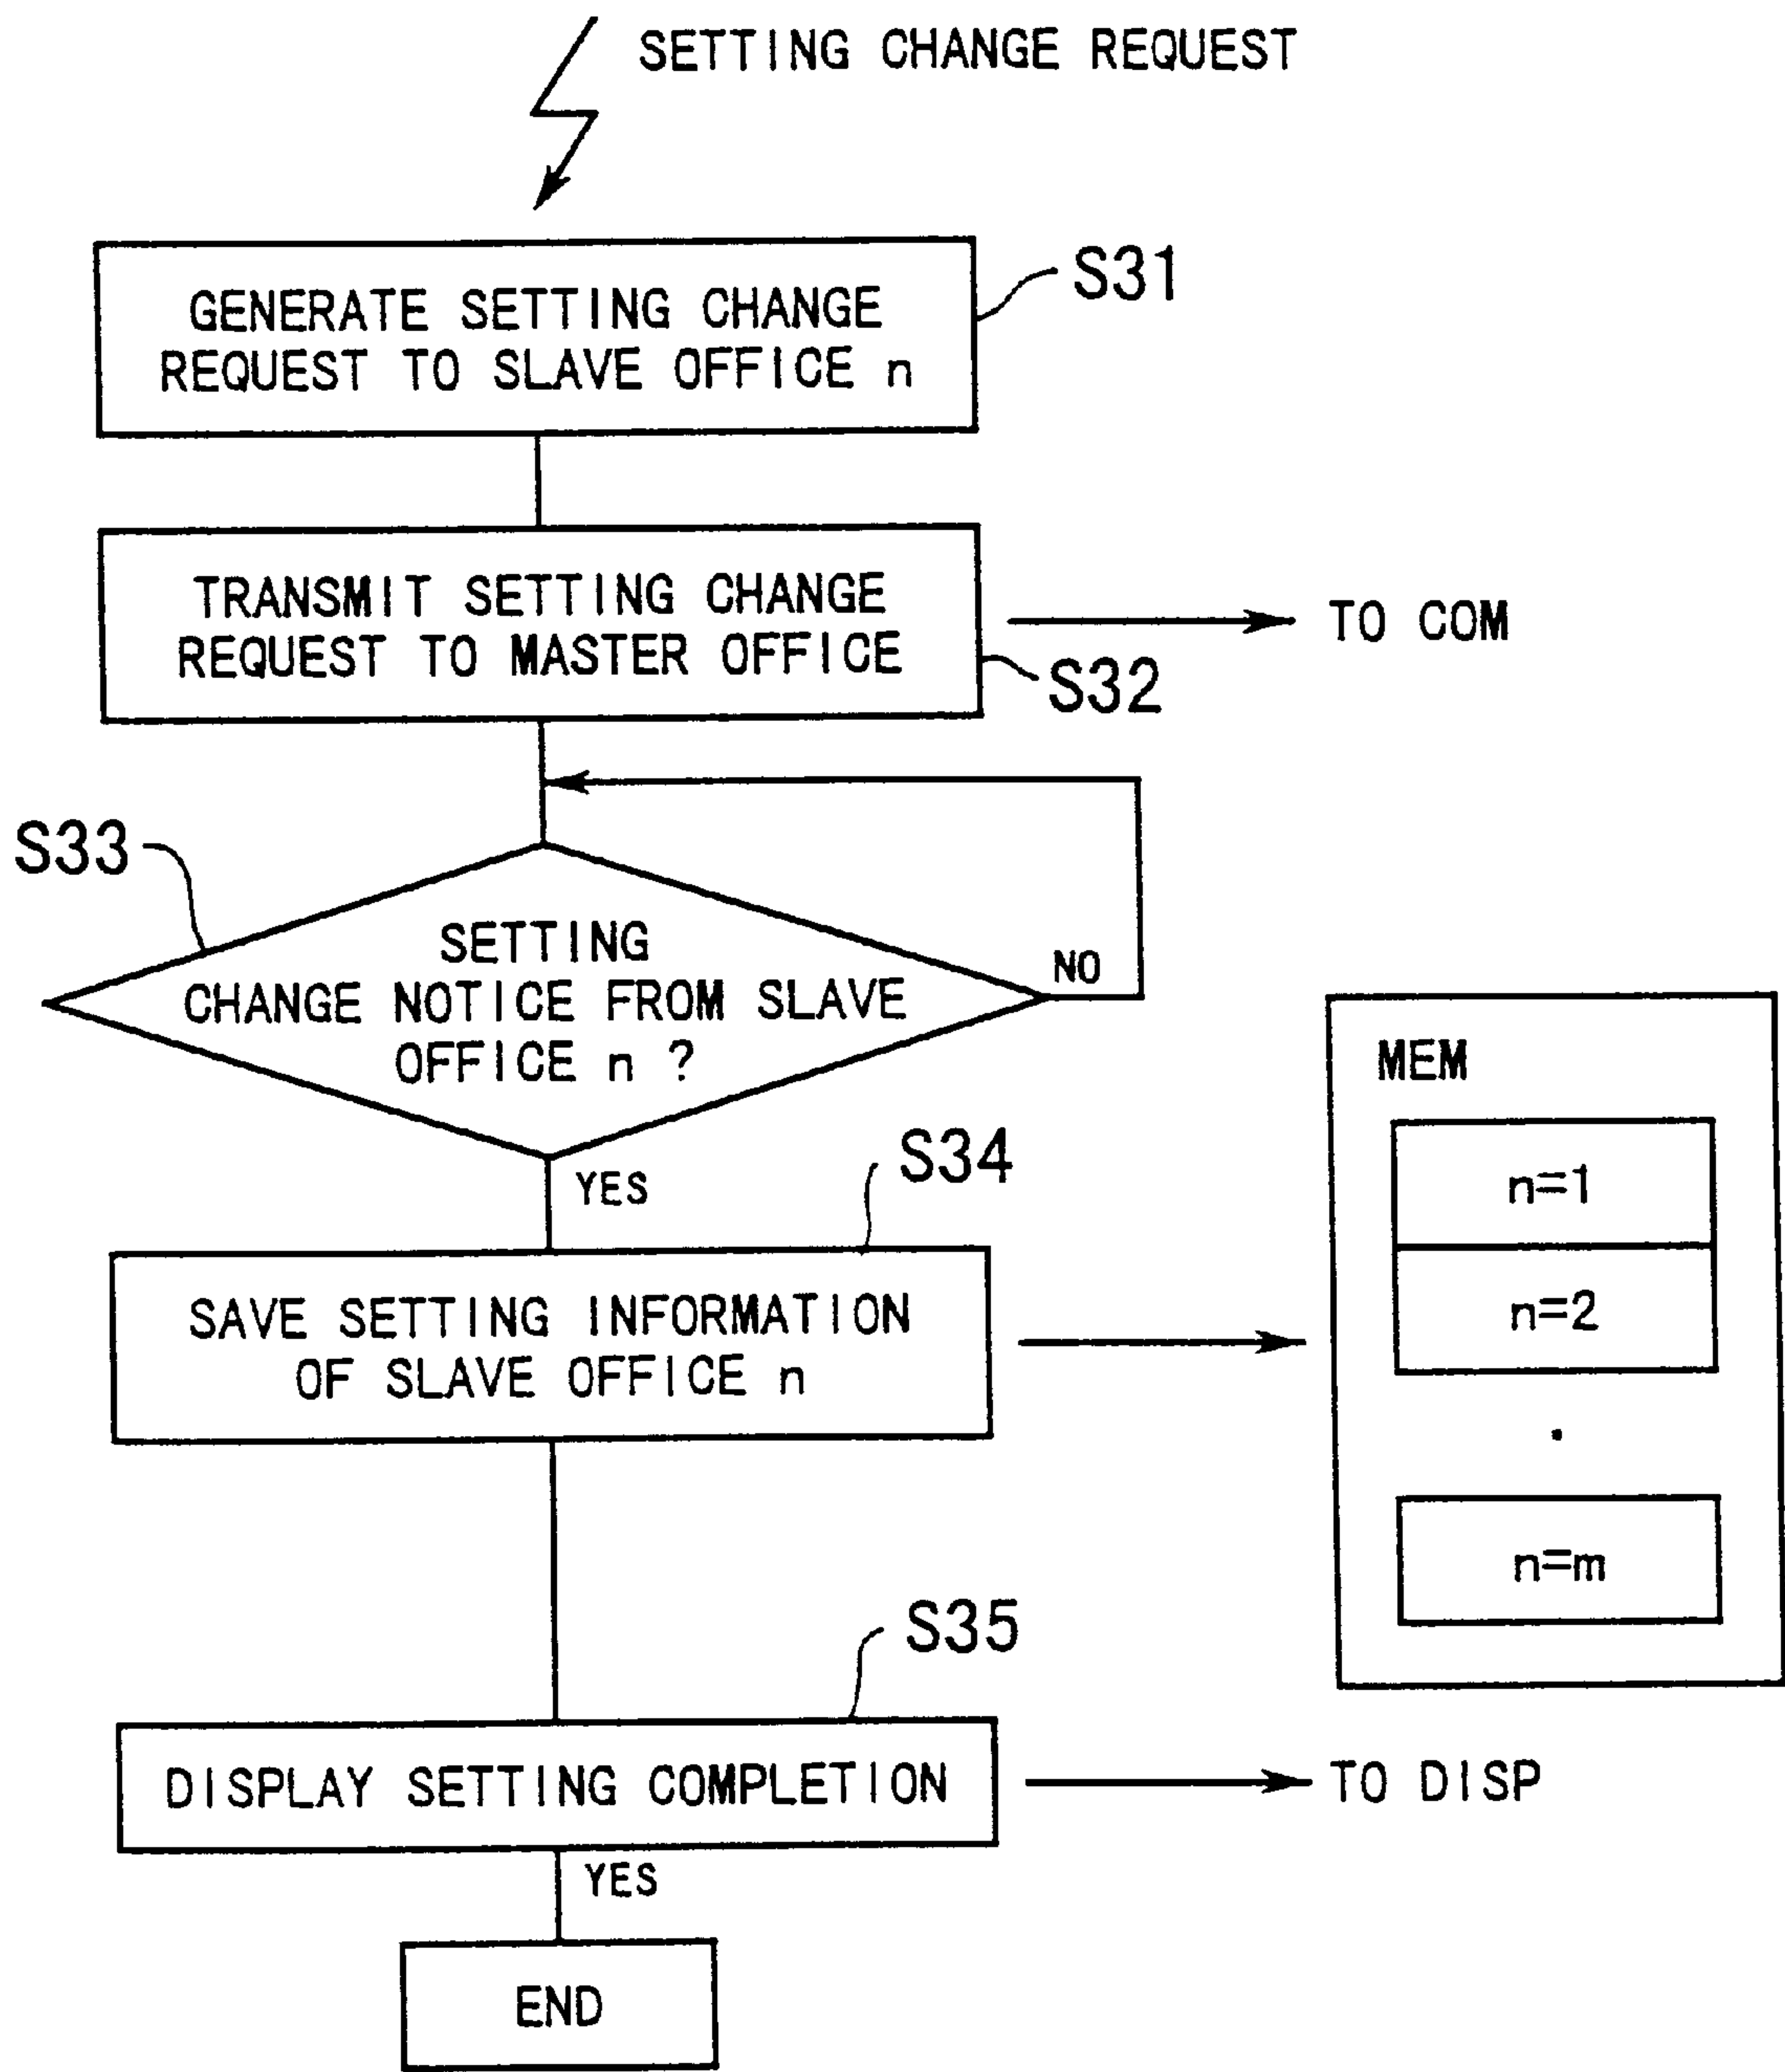 SETTING CHANGE REQUEST
S31
GENERATE SETTING CHANGE
REQUEST TO SLAVE OFFICE n
TRANSMIT SETTING CHANGE
REQUEST TO MASTER OFFICE
TO COM
S32
S33
SETTING
CHANGE NOTICE FROM SLAVE
OFFICE n ?
NO
YES
S34
SAVE SETTING INFORMATION
OF SLAVE OFFICE n
MEM
n=1
n=2
.
n=m
S35
DISPLAY SETTING COMPLETION
TO DISP
YES
END